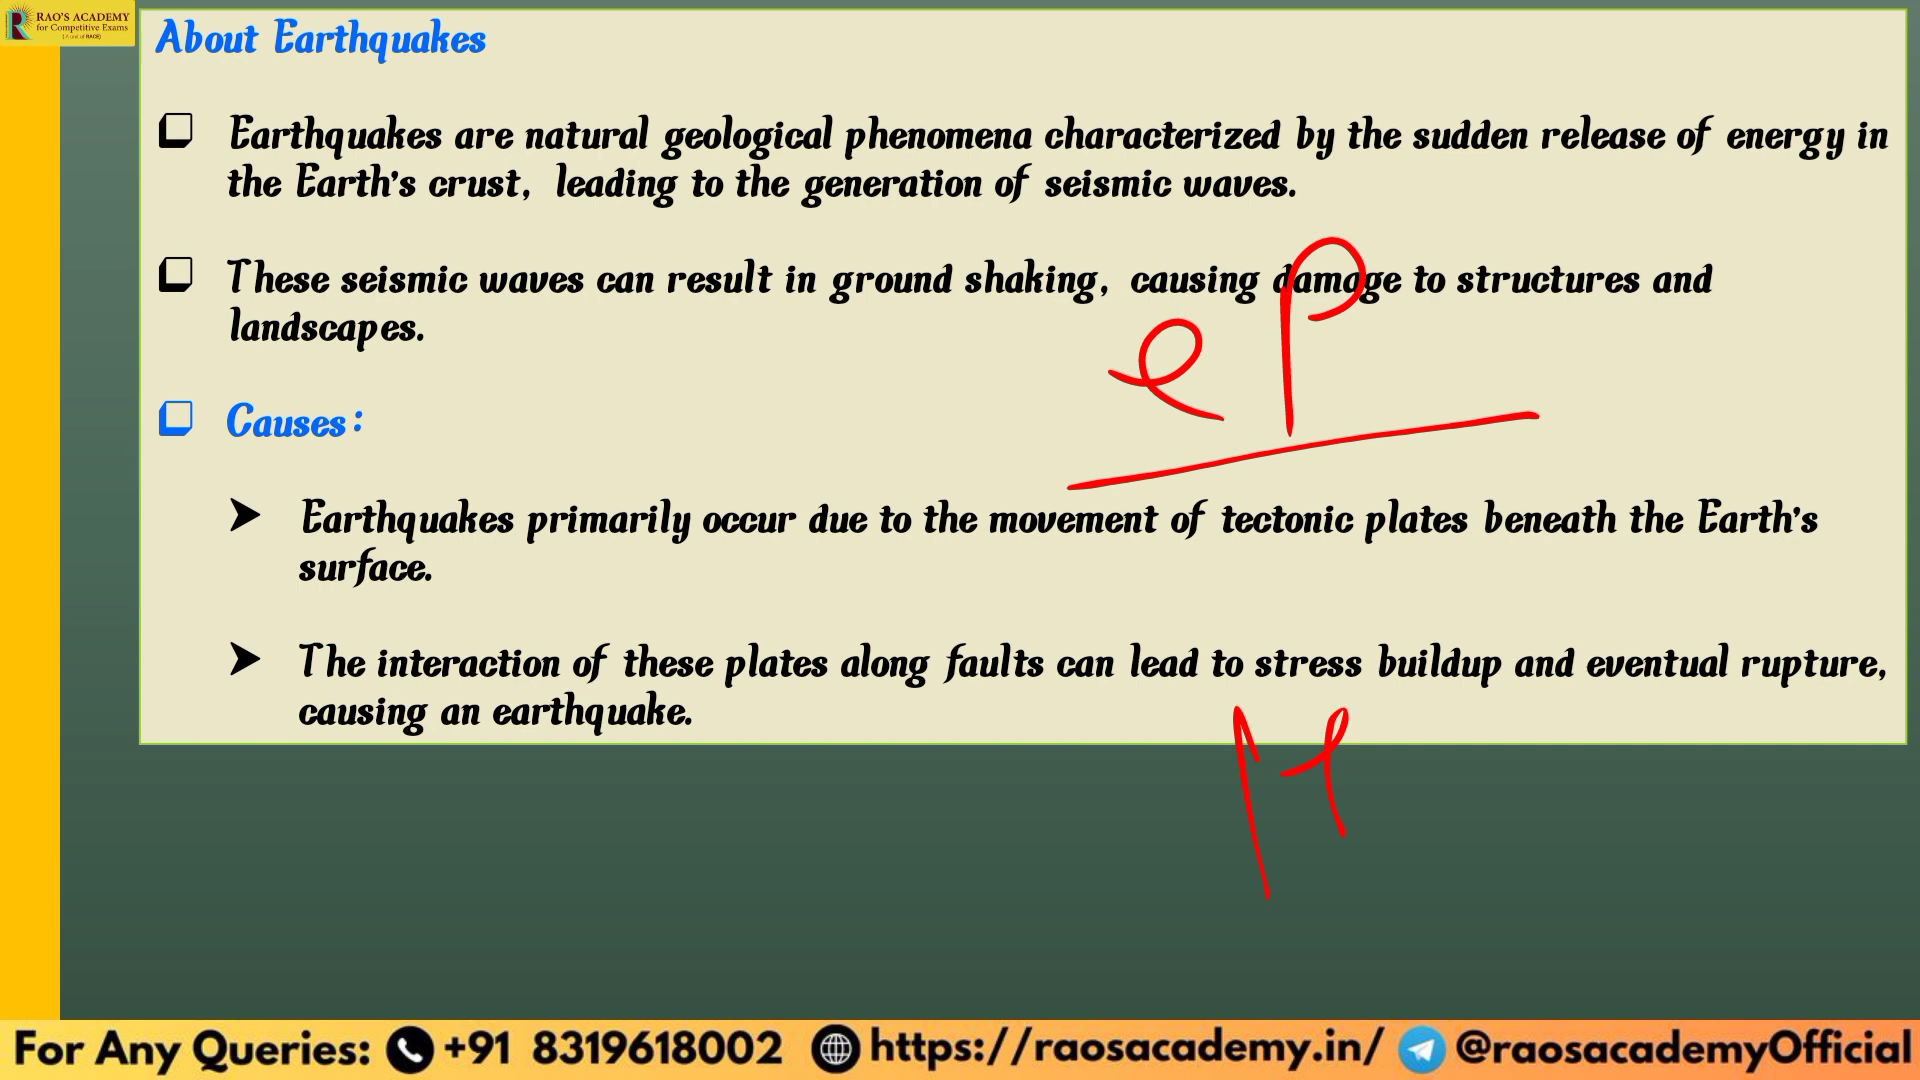 RAO'S ACADEMY
for Competitive Exams
(A unit of RACE)
About Earthquakes
Earthquakes are natural geological phenomena characterized by the sudden release of energy in
the Earth's crust, leading to the generation of seismic waves.
These seismic waves can result in ground shaking, causing damage to structures and
landscapes.
eP
Causes:
Earthquakes primarily occur due to the movement of tectonic plates beneath the Earth's
surface.
The interaction of these plates along faults can lead to stress buildup and eventual rupture,
causing an earthquake.
For Any Queries: +91 8319618002 https://raosacademy.in/ @raosacademyOfficial